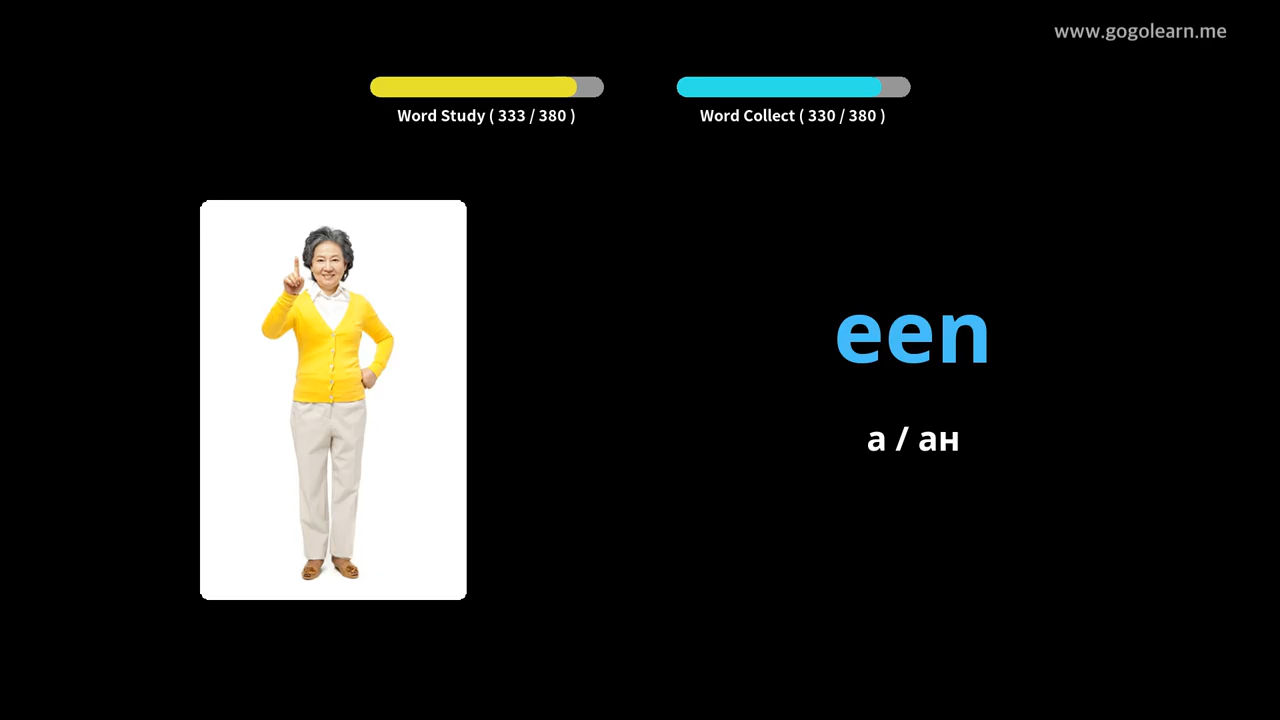 www.gogolearn.me
Word Study ( 333 / 380 )
Word Collect ( 330 / 380 )
een
а / ан